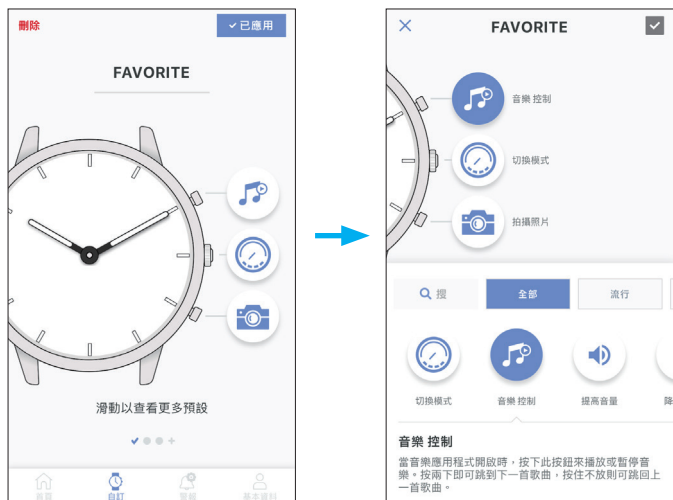 刪除
已應用
FAVORITE
滑動以查看更多預設
首頁
自訂
警報
基本資料
FAVORITE
音樂 控制
切換模式
拍攝照片
搜
全部
流行
切換模式
音樂 控制
提高音量
降
音樂 控制
當音樂應用程式開啟時，按下此按鈕來播放或暫停音
樂。按兩下即可跳到下一首歌曲，按住不放則可跳回上
一首歌曲。